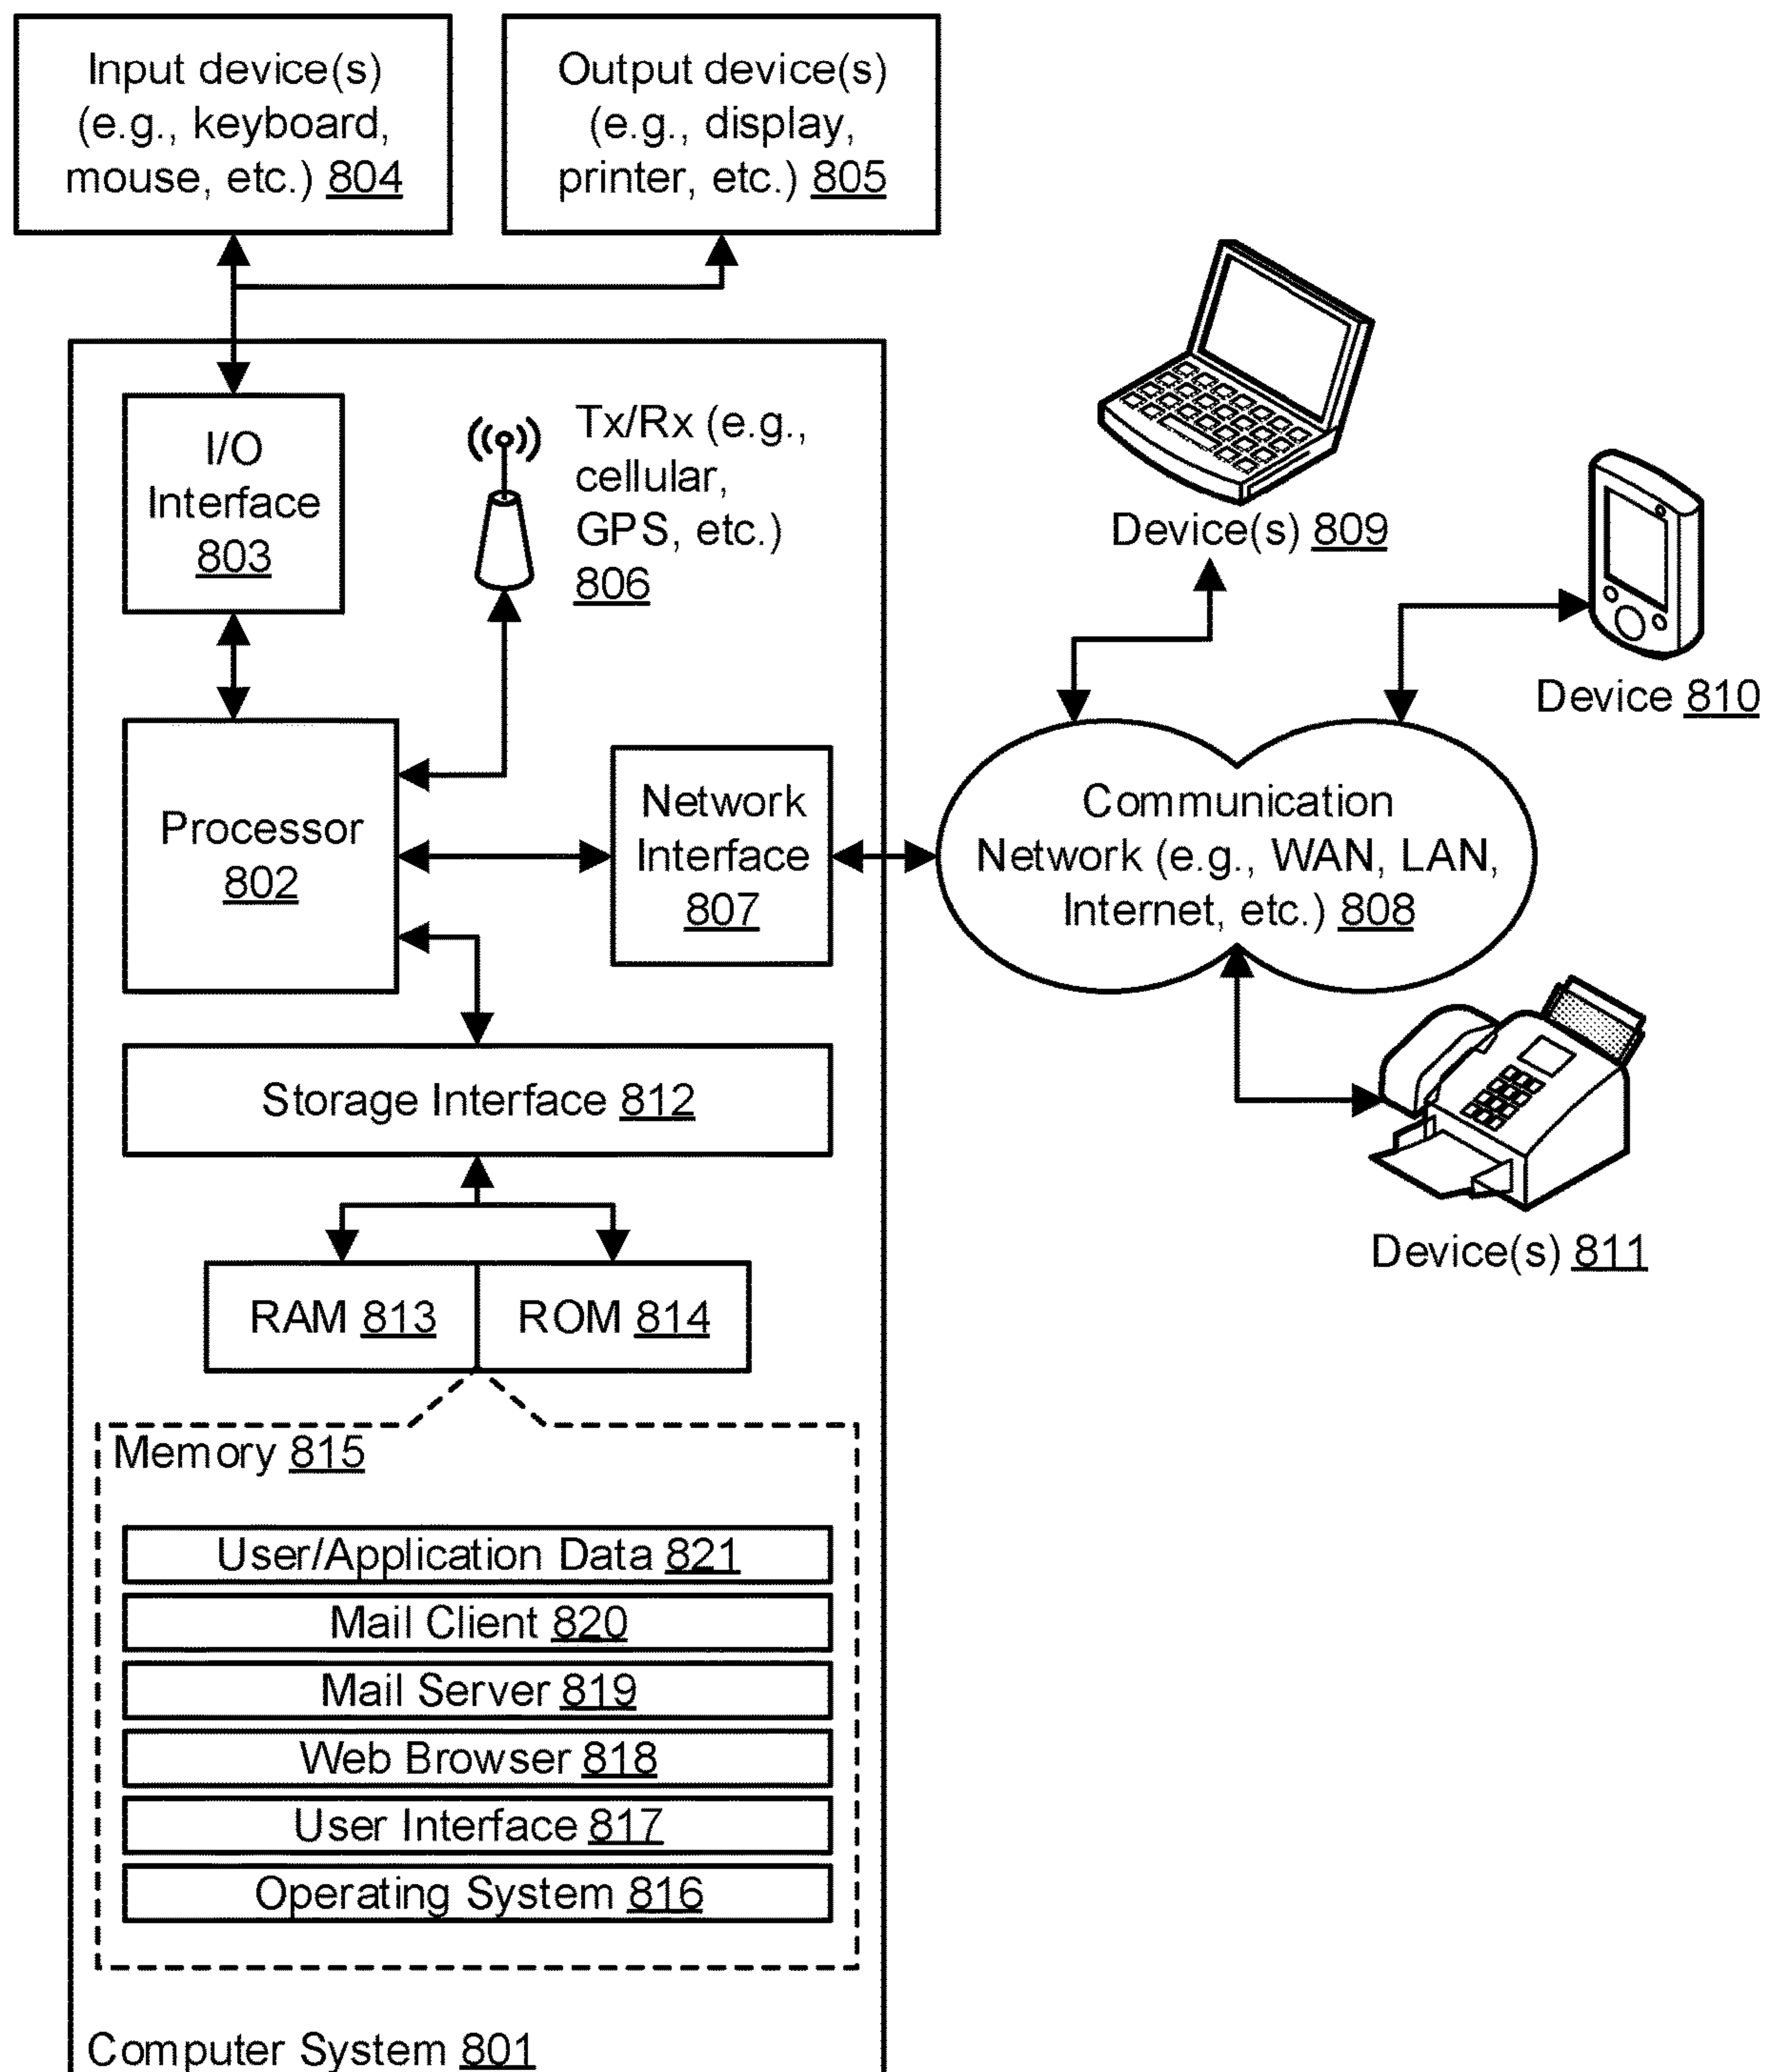 Input device(s)
(e.g., keyboard,
mouse, etc.) 804
Output device(s)
(e.g., display,
printer, etc.) 805
I/O
Interface
803
Tx/Rx (e.g.,
cellular,
GPS, etc.)
806
Device(s) 809
Device 810
Processor
802
Network
Interface
807
Communication
Network (e.g., WAN, LAN,
Internet, etc.) 808
Storage Interface 812
Device(s) 811
RAM 813
ROM 814
Memory 815
User/Application Data 821
Mail Client 820
Mail Server 819
Web Browser 818
User Interface 817
Operating System 816
Computer System 801